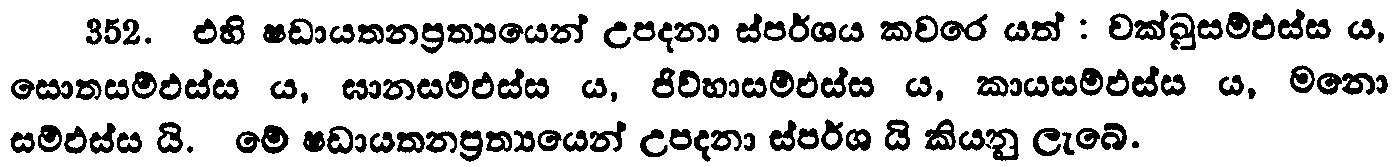 352. එහි ෂඩායතනප්‍රත්‍යයෙන් උපදනා ස්පර්ශය කවරෙ යත් : චක්ඛුසම්ඵස්ස ය,
සොතසම්ඵස්ස ය, ඝානසම්ඵස්ස ය, ජිව්හාසම්ඵස්ස ය, කායසම්ඵස්ස ය, මනො
සම්ඵස්ස යි. මේ ෂඩායතනප්‍රත්‍යයෙන් උපදනා ස්පර්ශ යි කියනු ලැබේ.